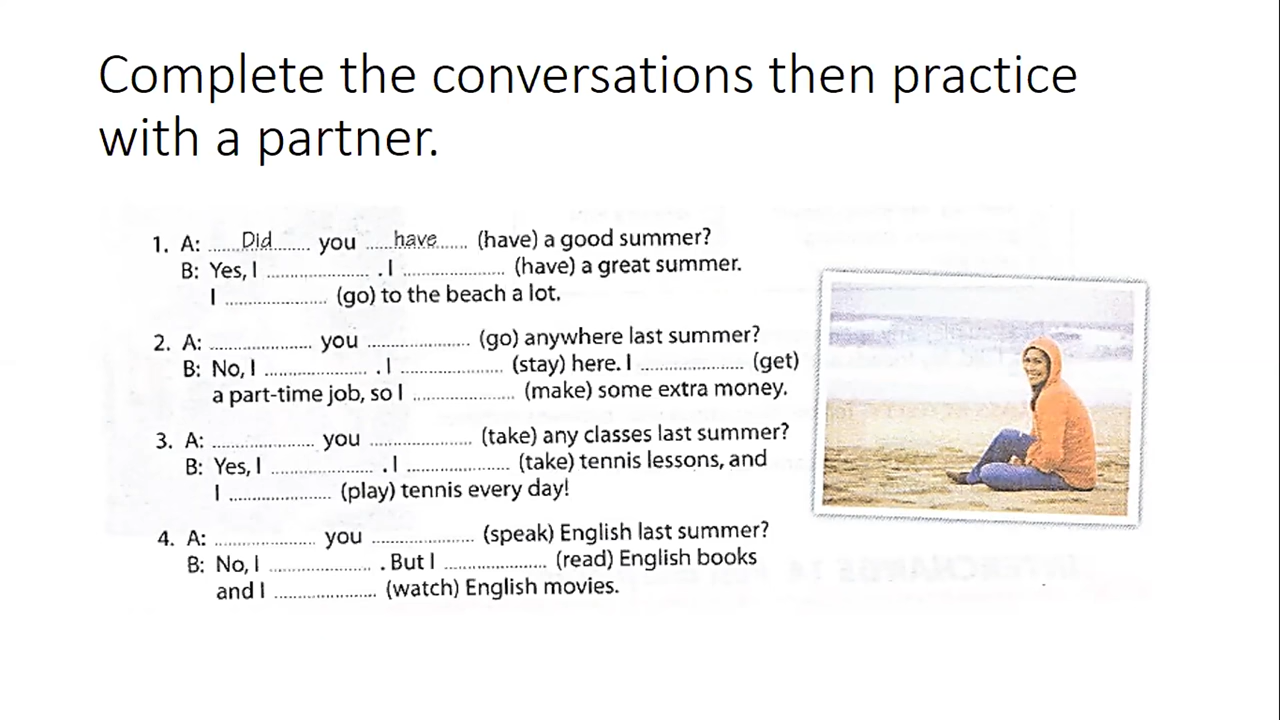 Complete the conversations then practice
with a partner.
1. A: ....Did.... you ....have.... (have) a good summer?
B: Yes, I .................... . I .................... (have) a great summer.
I .................... (go) to the beach a lot.
2. A: .................... you .................... (go) anywhere last summer?
B: No, I .................... . I .................... (stay) here. I .................... (get)
a part-time job, so I .................... (make) some extra money.
3. A: .................... you .................... (take) any classes last summer?
B: Yes, I .................... . I .................... (take) tennis lessons, and
I .................... (play) tennis every day!
4. A: .................... you .................... (speak) English last summer?
B: No, I .................... . But I .................... (read) English books
and I .................... (watch) English movies.